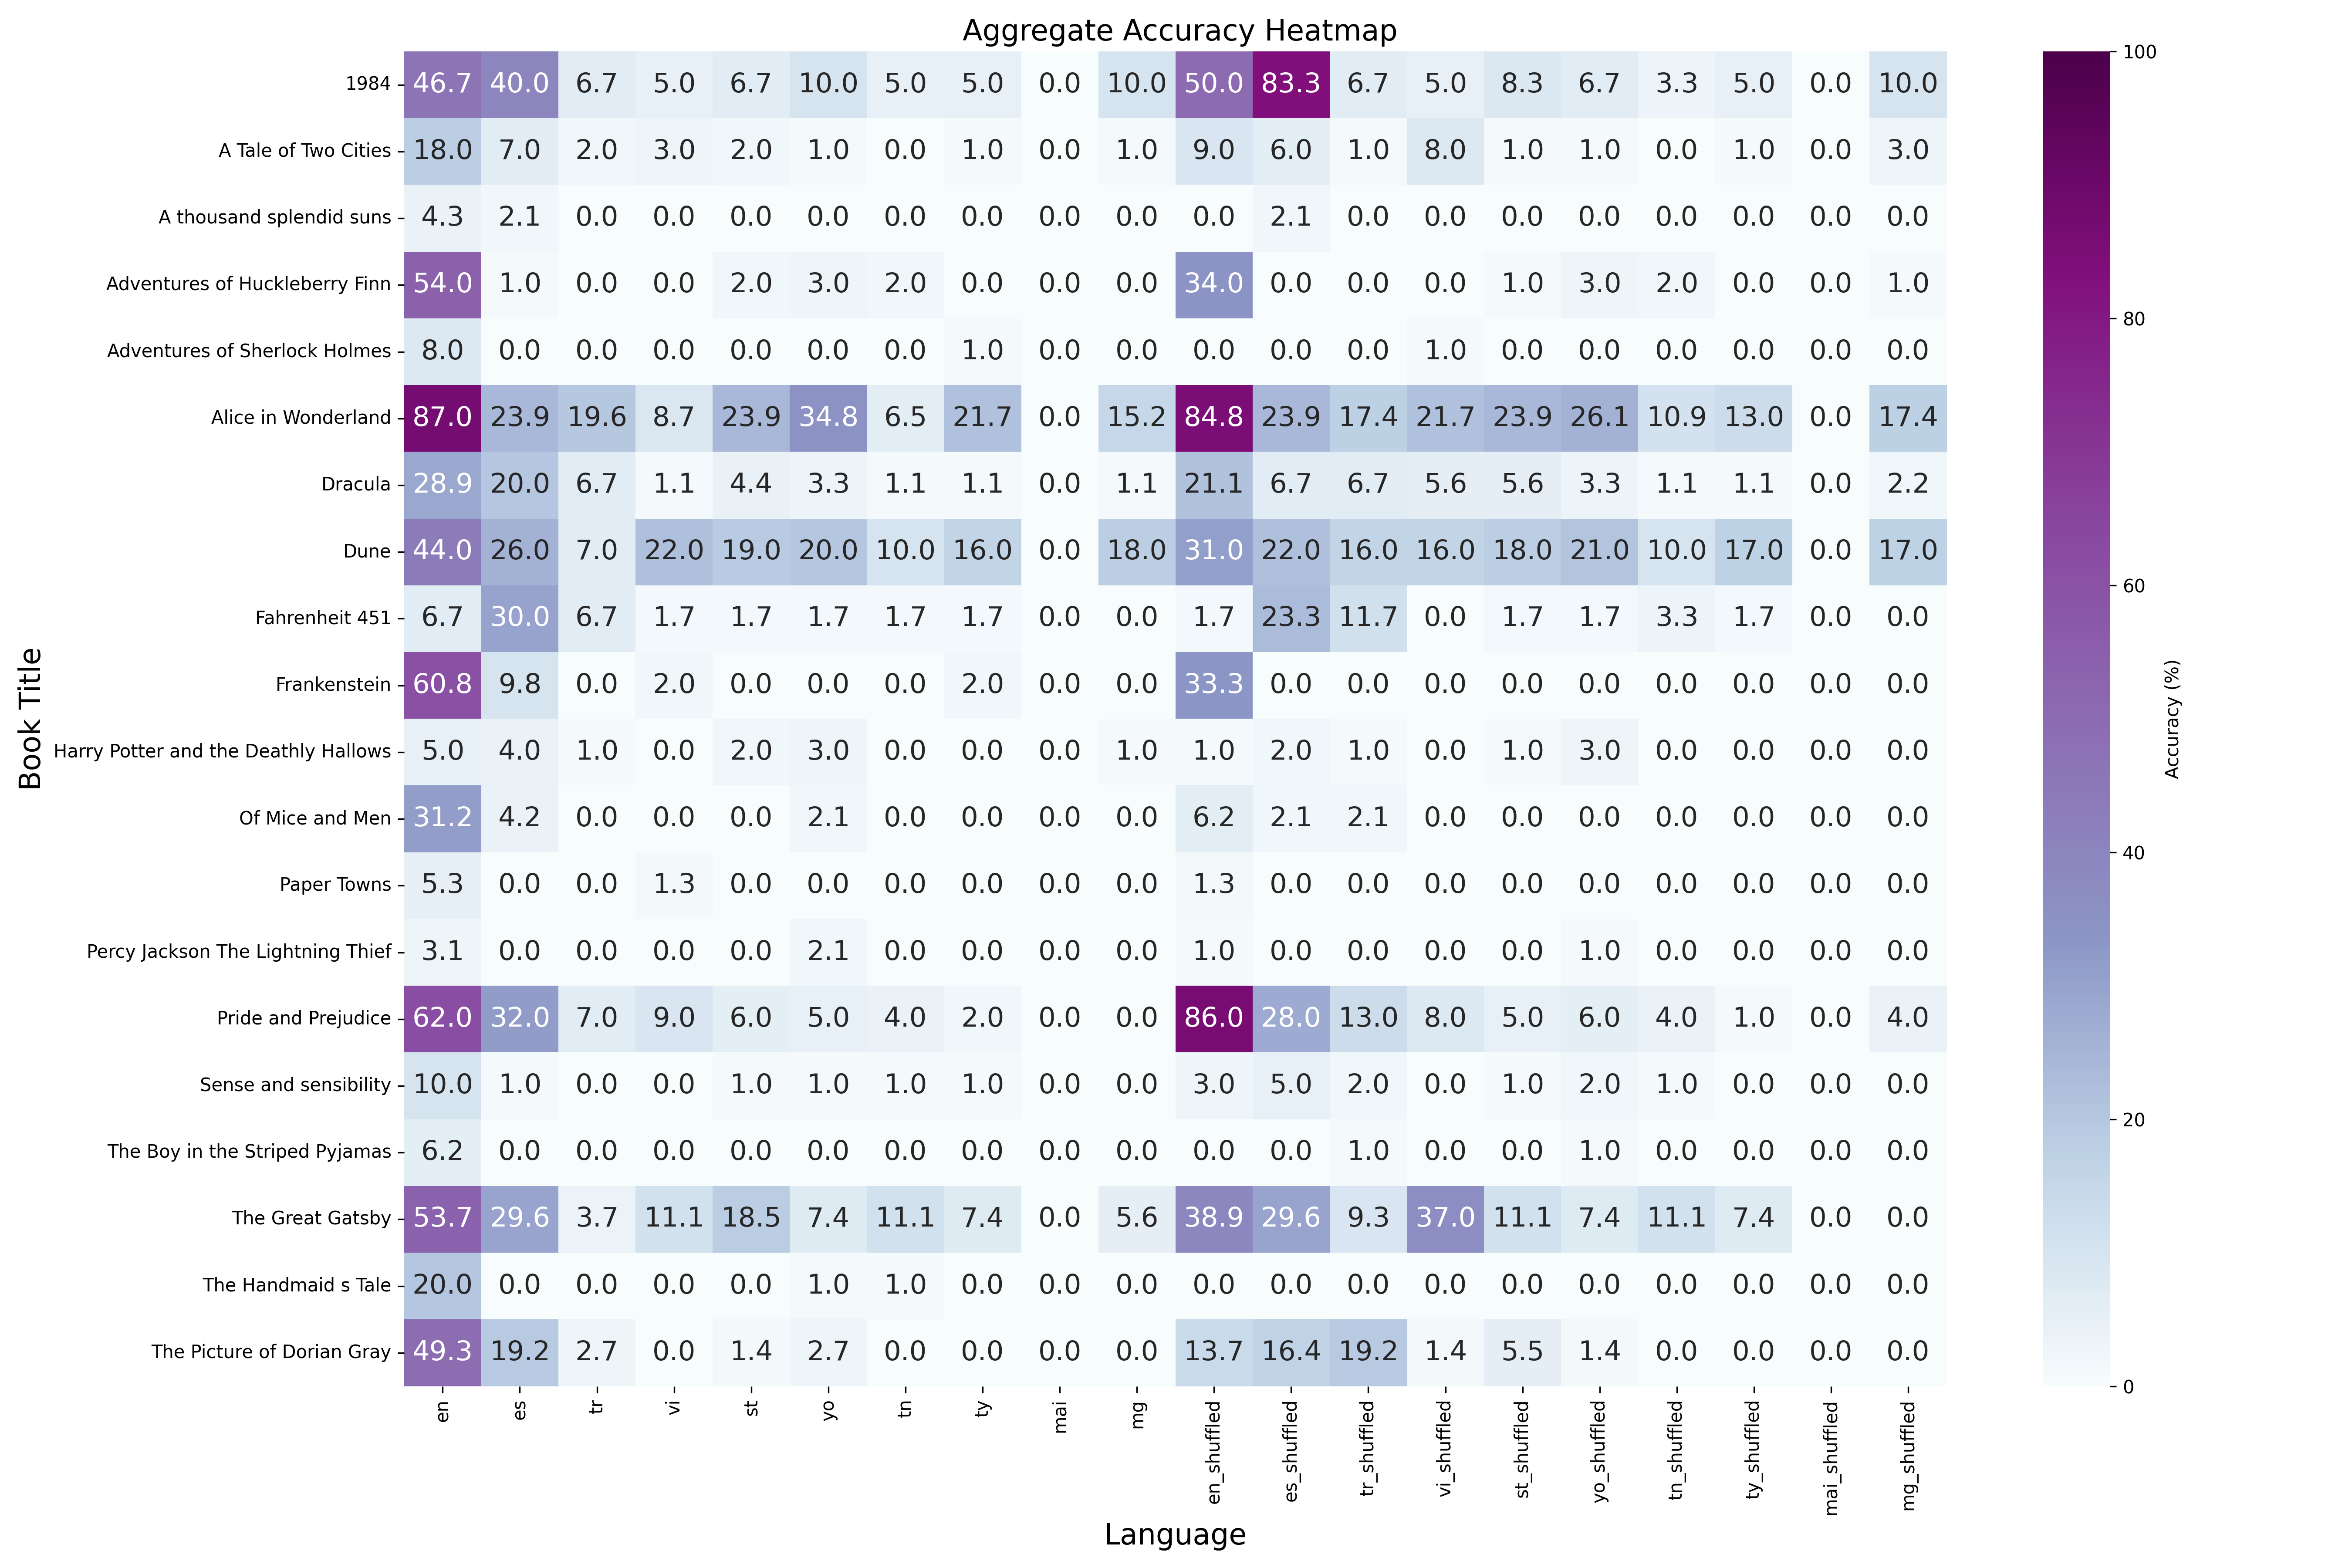 Aggregate Accuracy Heatmap
Book Title
1984 46.7 40.0 6.7 5.0 6.7 10.0 5.0 5.0 0.0 10.0 50.0 83.3 6.7 5.0 8.3 6.7 3.3 5.0 0.0 10.0
A Tale of Two Cities 18.0 7.0 2.0 3.0 2.0 1.0 0.0 1.0 0.0 1.0 9.0 6.0 1.0 8.0 1.0 1.0 0.0 1.0 0.0 3.0
A thousand splendid suns 4.3 2.1 0.0 0.0 0.0 0.0 0.0 0.0 0.0 0.0 0.0 2.1 0.0 0.0 0.0 0.0 0.0 0.0 0.0 0.0
Adventures of Huckleberry Finn 54.0 1.0 0.0 0.0 2.0 3.0 2.0 0.0 0.0 0.0 34.0 0.0 0.0 0.0 1.0 3.0 2.0 0.0 0.0 1.0
Adventures of Sherlock Holmes 8.0 0.0 0.0 0.0 0.0 0.0 0.0 1.0 0.0 0.0 0.0 0.0 0.0 1.0 0.0 0.0 0.0 0.0 0.0 0.0
Alice in Wonderland 87.0 23.9 19.6 8.7 23.9 34.8 6.5 21.7 0.0 15.2 84.8 23.9 17.4 21.7 23.9 26.1 10.9 13.0 0.0 17.4
Dracula 28.9 20.0 6.7 1.1 4.4 3.3 1.1 1.1 0.0 1.1 21.1 6.7 6.7 5.6 5.6 3.3 1.1 1.1 0.0 2.2
Dune 44.0 26.0 7.0 22.0 19.0 20.0 10.0 16.0 0.0 18.0 31.0 22.0 16.0 16.0 18.0 21.0 10.0 17.0 0.0 17.0
Fahrenheit 451 6.7 30.0 6.7 1.7 1.7 1.7 1.7 1.7 0.0 0.0 1.7 23.3 11.7 0.0 1.7 1.7 3.3 1.7 0.0 0.0
Frankenstein 60.8 9.8 0.0 2.0 0.0 0.0 0.0 2.0 0.0 0.0 33.3 0.0 0.0 0.0 0.0 0.0 0.0 0.0 0.0 0.0
Harry Potter and the Deathly Hallows 5.0 4.0 1.0 0.0 2.0 3.0 0.0 0.0 0.0 1.0 1.0 2.0 1.0 0.0 1.0 3.0 0.0 0.0 0.0 0.0
Of Mice and Men 31.2 4.2 0.0 0.0 0.0 2.1 0.0 0.0 0.0 0.0 6.2 2.1 2.1 0.0 0.0 0.0 0.0 0.0 0.0 0.0
Paper Towns 5.3 0.0 0.0 1.3 0.0 0.0 0.0 0.0 0.0 0.0 1.3 0.0 0.0 0.0 0.0 0.0 0.0 0.0 0.0 0.0
Percy Jackson The Lightning Thief 3.1 0.0 0.0 0.0 0.0 2.1 0.0 0.0 0.0 0.0 1.0 0.0 0.0 0.0 0.0 1.0 0.0 0.0 0.0 0.0
Pride and Prejudice 62.0 32.0 7.0 9.0 6.0 5.0 4.0 2.0 0.0 0.0 86.0 28.0 13.0 8.0 5.0 6.0 4.0 1.0 0.0 4.0
Sense and sensibility 10.0 1.0 0.0 0.0 1.0 1.0 1.0 1.0 0.0 0.0 3.0 5.0 2.0 0.0 1.0 2.0 1.0 0.0 0.0 0.0
The Boy in the Striped Pyjamas 6.2 0.0 0.0 0.0 0.0 0.0 0.0 0.0 0.0 0.0 0.0 0.0 1.0 0.0 0.0 1.0 0.0 0.0 0.0 0.0
The Great Gatsby 53.7 29.6 3.7 11.1 18.5 7.4 11.1 7.4 0.0 5.6 38.9 29.6 9.3 37.0 11.1 7.4 11.1 7.4 0.0 0.0
The Handmaid s Tale 20.0 0.0 0.0 0.0 0.0 1.0 1.0 0.0 0.0 0.0 0.0 0.0 0.0 0.0 0.0 0.0 0.0 0.0 0.0 0.0
The Picture of Dorian Gray 49.3 19.2 2.7 0.0 1.4 2.7 0.0 0.0 0.0 0.0 13.7 16.4 19.2 1.4 5.5 1.4 0.0 0.0 0.0 0.0
en es tr vi st yo tn ty mai mg en_shuffled es_shuffled tr_shuffled vi_shuffled st_shuffled yo_shuffled tn_shuffled ty_shuffled mai_shuffled mg_shuffled
Language
100
80
60
40
20
0
Accuracy (%)